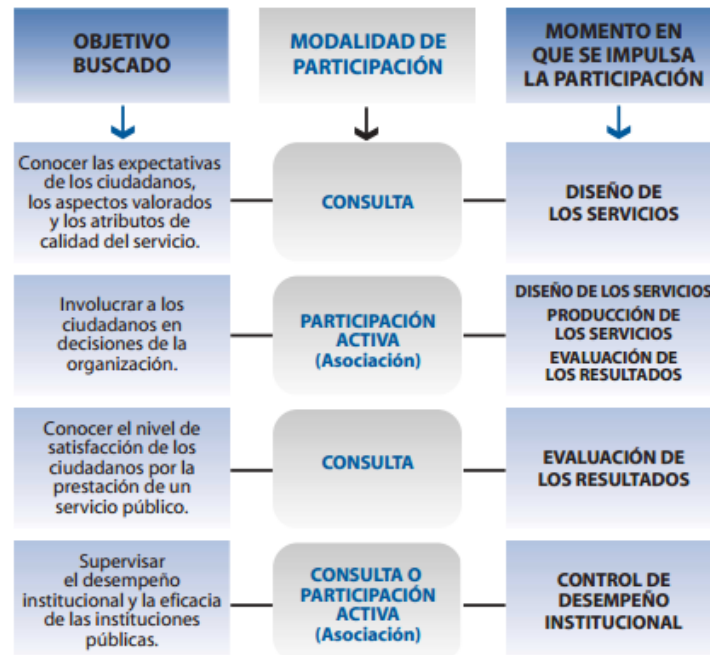 OBJETIVO
BUSCADO
MODALIDAD DE
PARTICIPACIÓN
MOMENTO EN
QUE SE IMPULSA
LA PARTICIPACIÓN
Conocer las expectativas
de los ciudadanos,
los aspectos valorados
y los atributos de
calidad del servicio.
CONSULTA
DISEÑO DE
LOS SERVICIOS
Involucrar a los
ciudadanos en
decisiones de la
organización.
PARTICIPACIÓN
ACTIVA
(Asociación)
DISEÑO DE LOS SERVICIOS
PRODUCCIÓN DE
LOS SERVICIOS
EVALUACIÓN DE
LOS RESULTADOS
Conocer el nivel de
satisfacción de los
ciudadanos por la
prestación de un
servicio público.
CONSULTA
EVALUACIÓN DE
LOS RESULTADOS
Supervisar
el desempeño
institucional y la eficacia
de las instituciones
públicas.
CONSULTA O
PARTICIPACIÓN
ACTIVA
(Asociación)
CONTROL DE
DESEMPEÑO
INSTITUCIONAL